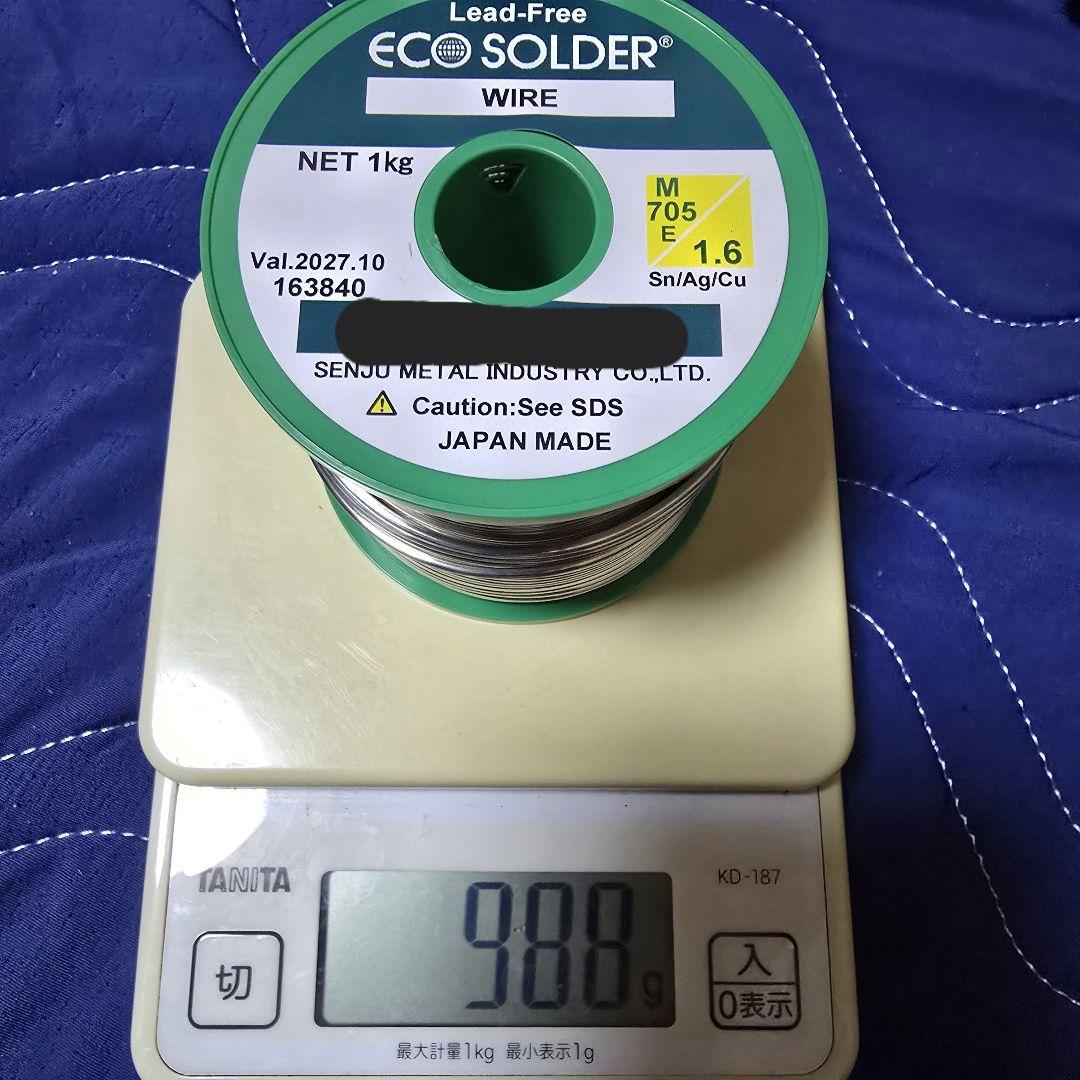 Lead-Free
ECO SOLDER®
WIRE
NET 1kg
M
705
E
1.6
Sn/Ag/Cu
Val.2027.10
163840
SENJU METAL INDUSTRY CO.,LTD.
Caution:See SDS
JAPAN MADE
TANITA
KD-187
切
988 g
入
0表示
最大計量1kg 最小表示1g